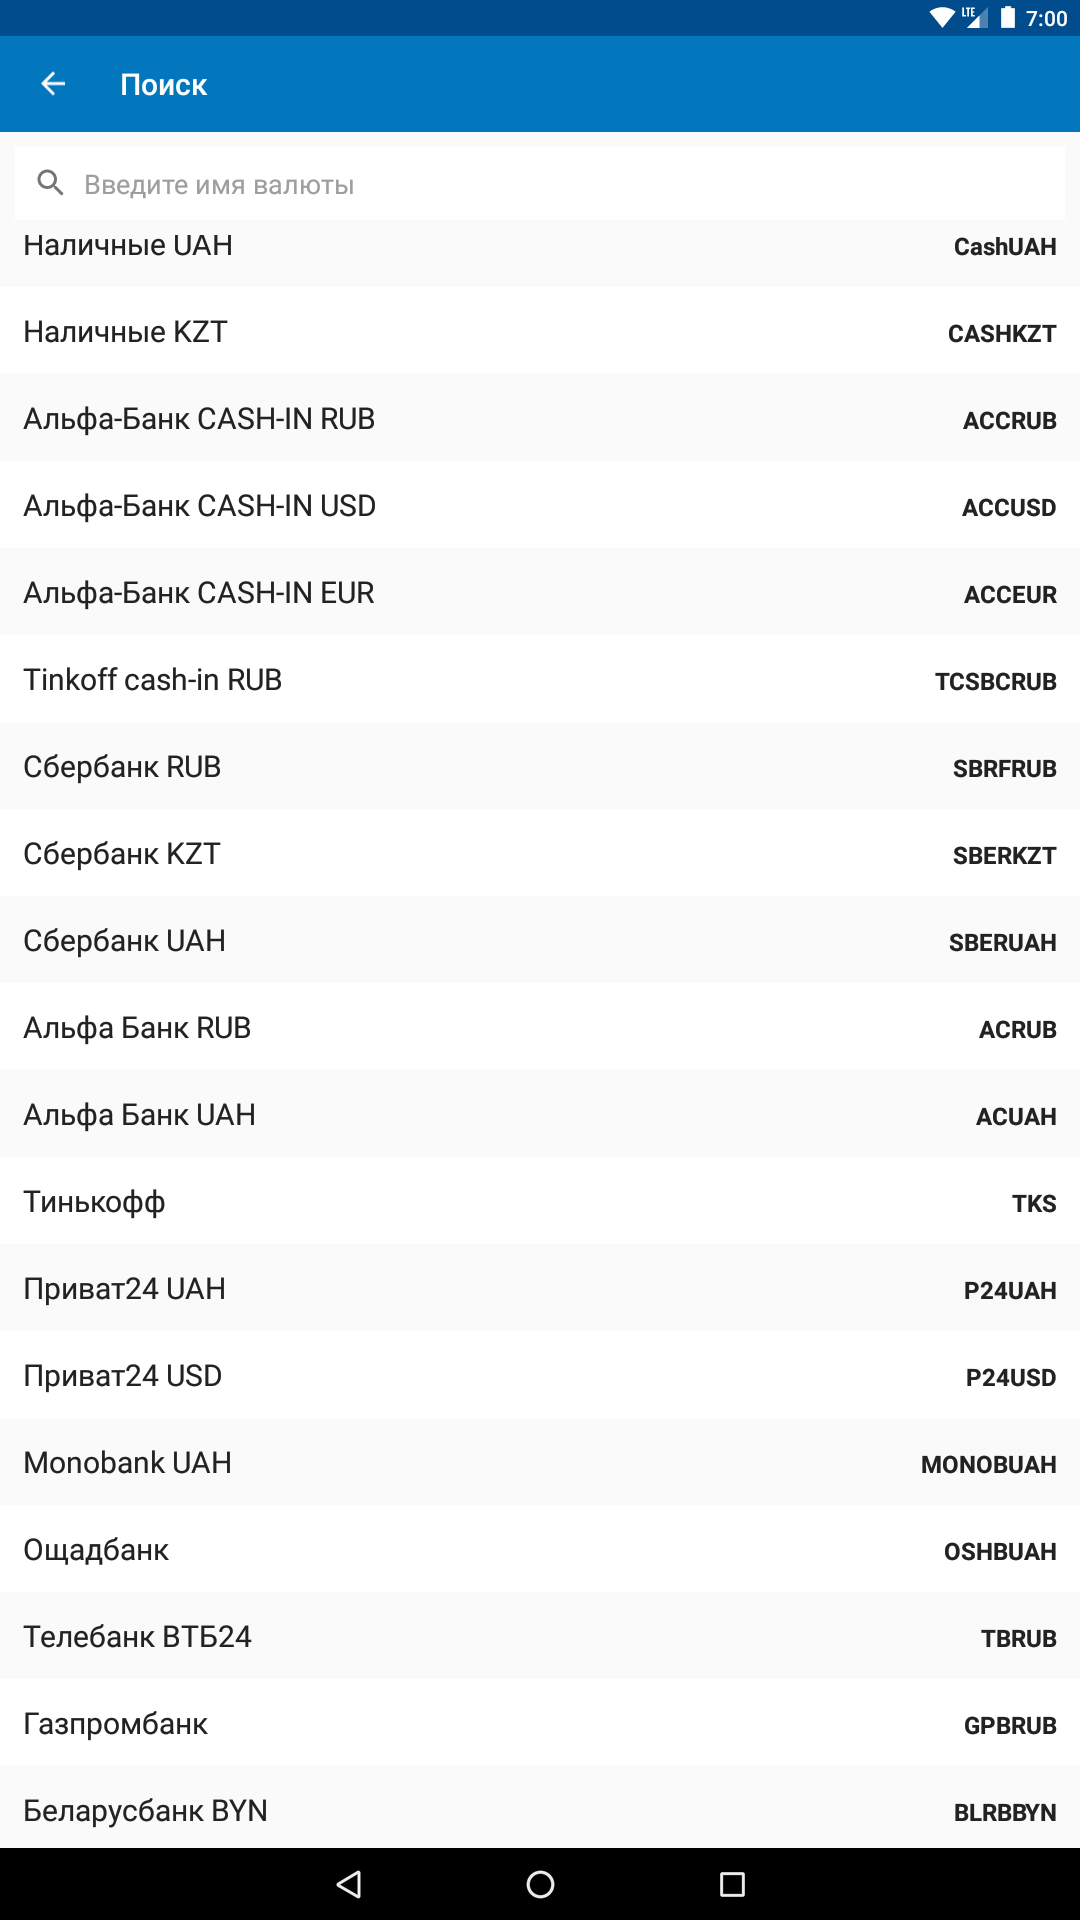 LTE 7:00
Поиск
Введите имя валюты
Наличные UAH CashUAH
Наличные KZT CASHKZT
Альфа-Банк CASH-IN RUB ACCRUB
Альфа-Банк CASH-IN USD ACCUSD
Альфа-Банк CASH-IN EUR ACCEUR
Tinkoff cash-in RUB TCSBCRUB
Сбербанк RUB SBRFRUB
Сбербанк KZT SBERKZT
Сбербанк UAH SBERUAH
Альфа Банк RUB ACRUB
Альфа Банк UAH ACUAH
Тинькофф TKS
Приват24 UAH P24UAH
Приват24 USD P24USD
Monobank UAH MONOBUAH
Ощадбанк OSHBUAH
Телебанк ВТБ24 TBRUB
Газпромбанк GPBRUB
Беларусбанк BYN BLRBBYN